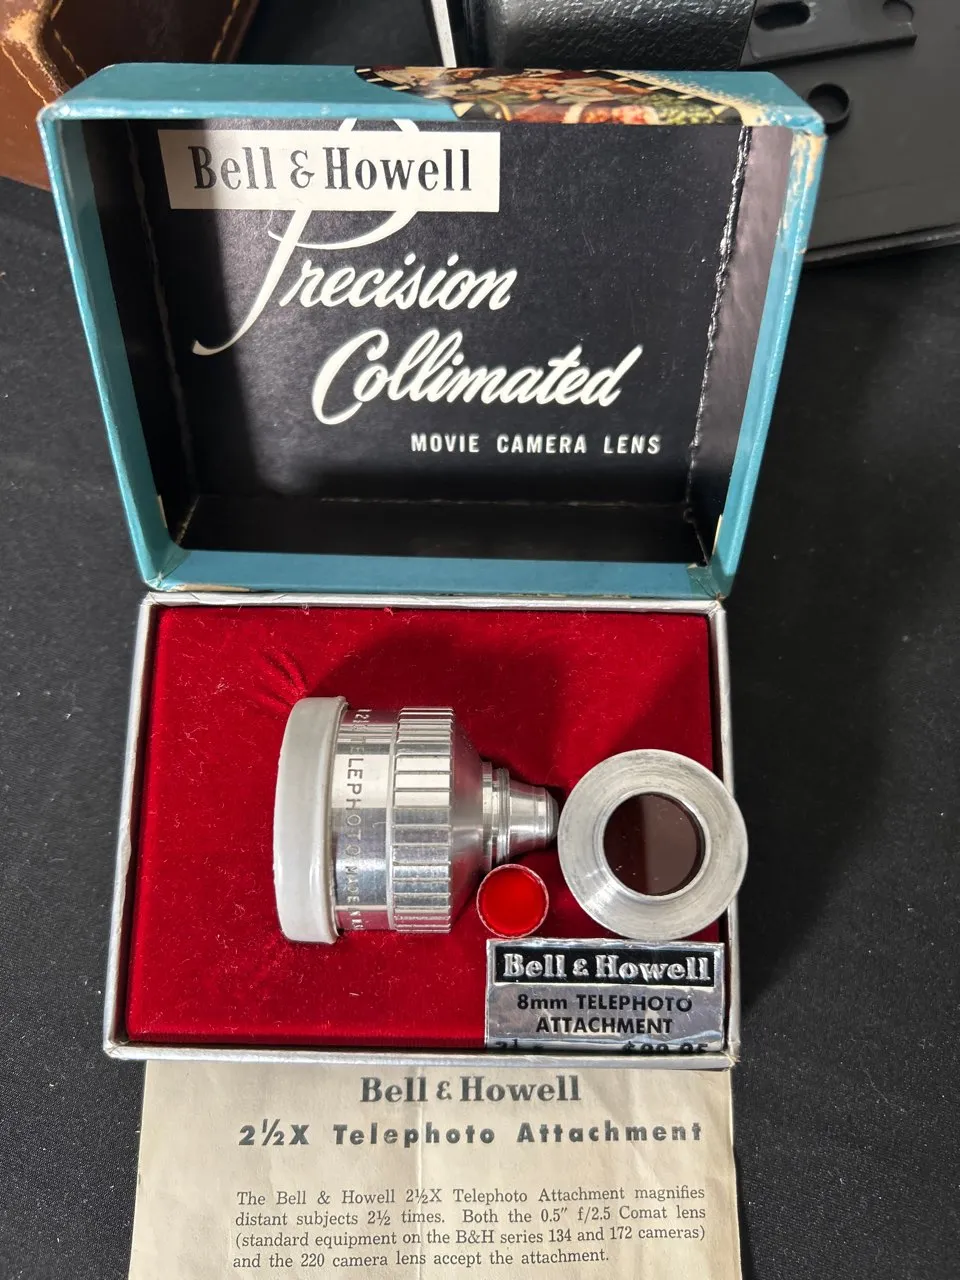 Bell & Howell
Precision
Collimated
MOVIE CAMERA LENS
TELEPHOTO MADE IN
Bell & Howell
8mm TELEPHOTO
ATTACHMENT
Bell & Howell
2½X Telephoto Attachment
The Bell & Howell 2½X Telephoto Attachment magnifies
distant subjects 2½ times. Both the 0.5″ f/2.5 Comat lens
(standard equipment on the B&H series 134 and 172 cameras)
and the 220 camera lens accept the attachment.